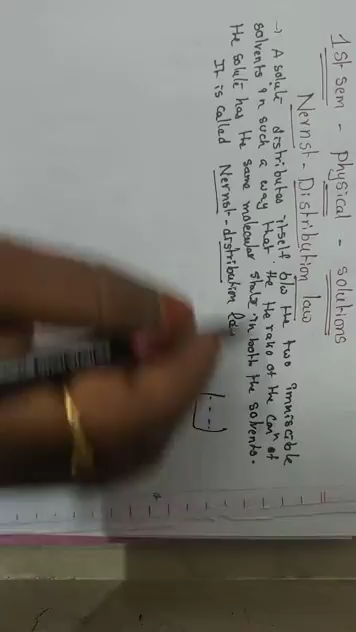 1st sem - Physical - solutions
Nernst - Distribution law
→ A solute distributes itself b/w the two immiscible
solvents in such a way that the the ratio of the con of
the solute has the same molecular state in both the solvents.
It is called Nernst - distribution law